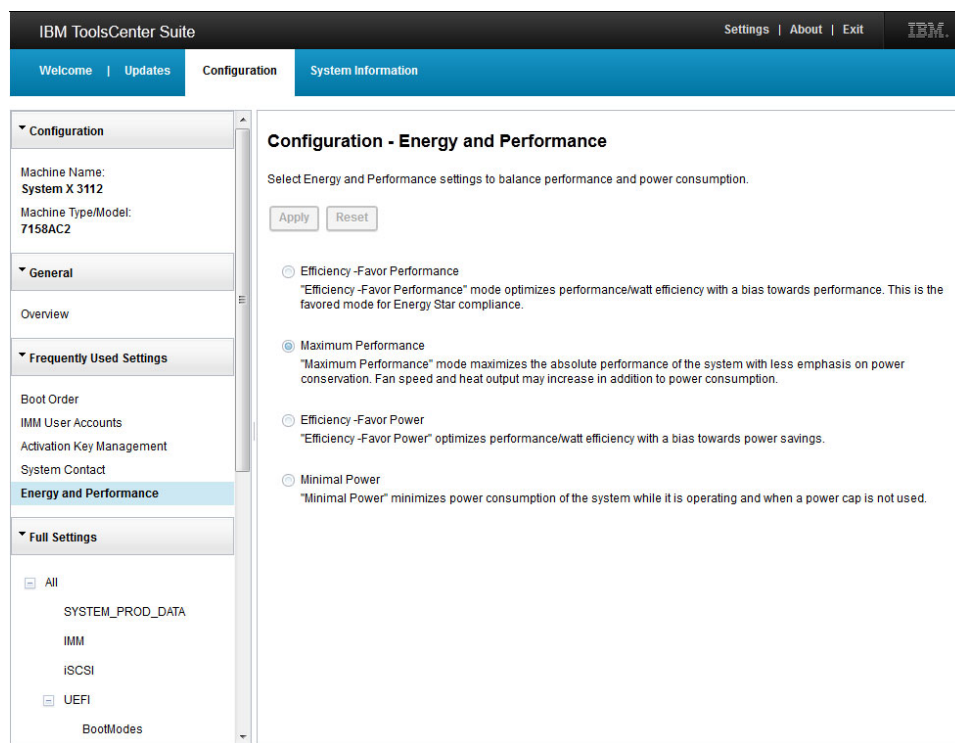 IBM ToolsCenter Suite
Settings | About | Exit
IBM.
Welcome | Updates
Configuration
System Information
Configuration
Machine Name:
System X 3112
Machine Type/Model:
7158AC2
General
Overview
Frequently Used Settings
Boot Order
IMM User Accounts
Activation Key Management
System Contact
Energy and Performance
Full Settings
All
SYSTEM_PROD_DATA
IMM
iSCSI
UEFI
BootModes
Configuration - Energy and Performance
Select Energy and Performance settings to balance performance and power consumption.
Apply
Reset
Efficiency -Favor Performance
"Efficiency -Favor Performance" mode optimizes performance/watt efficiency with a bias towards performance. This is the
favored mode for Energy Star compliance.
Maximum Performance
"Maximum Performance" mode maximizes the absolute performance of the system with less emphasis on power
conservation. Fan speed and heat output may increase in addition to power consumption.
Efficiency -Favor Power
"Efficiency -Favor Power" optimizes performance/watt efficiency with a bias towards power savings.
Minimal Power
"Minimal Power" minimizes power consumption of the system while it is operating and when a power cap is not used.